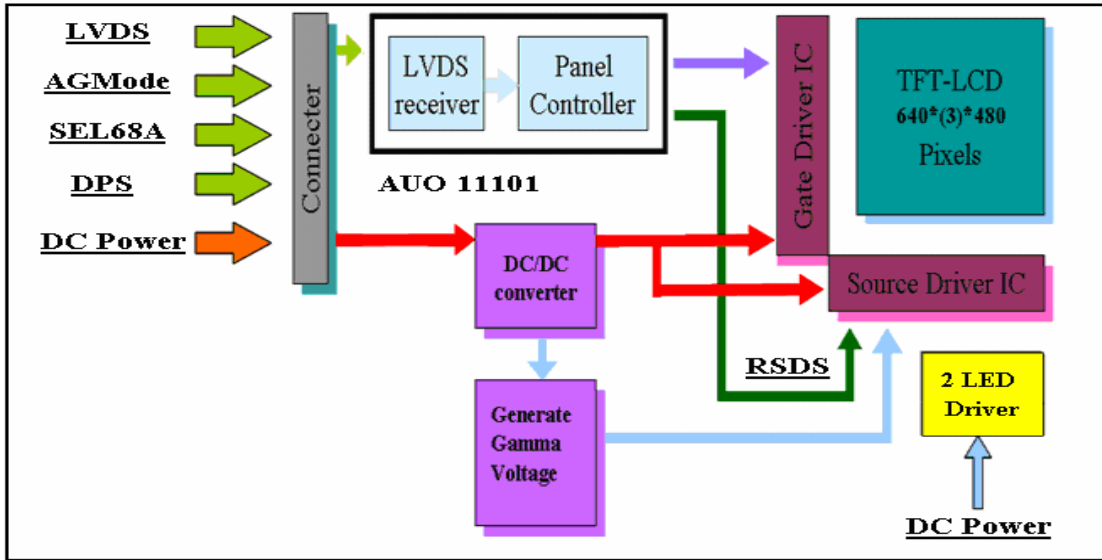 LVDS
AGMode
SEL68A
DPS
DC Power
Connecter
LVDS
receiver
Panel
Controller
AUO 11101
DC/DC
converter
Generate
Gamma
Voltage
Gate Driver IC
TFT-LCD
640*(3)*480
Pixels
Source Driver IC
RSDS
2 LED
Driver
DC Power